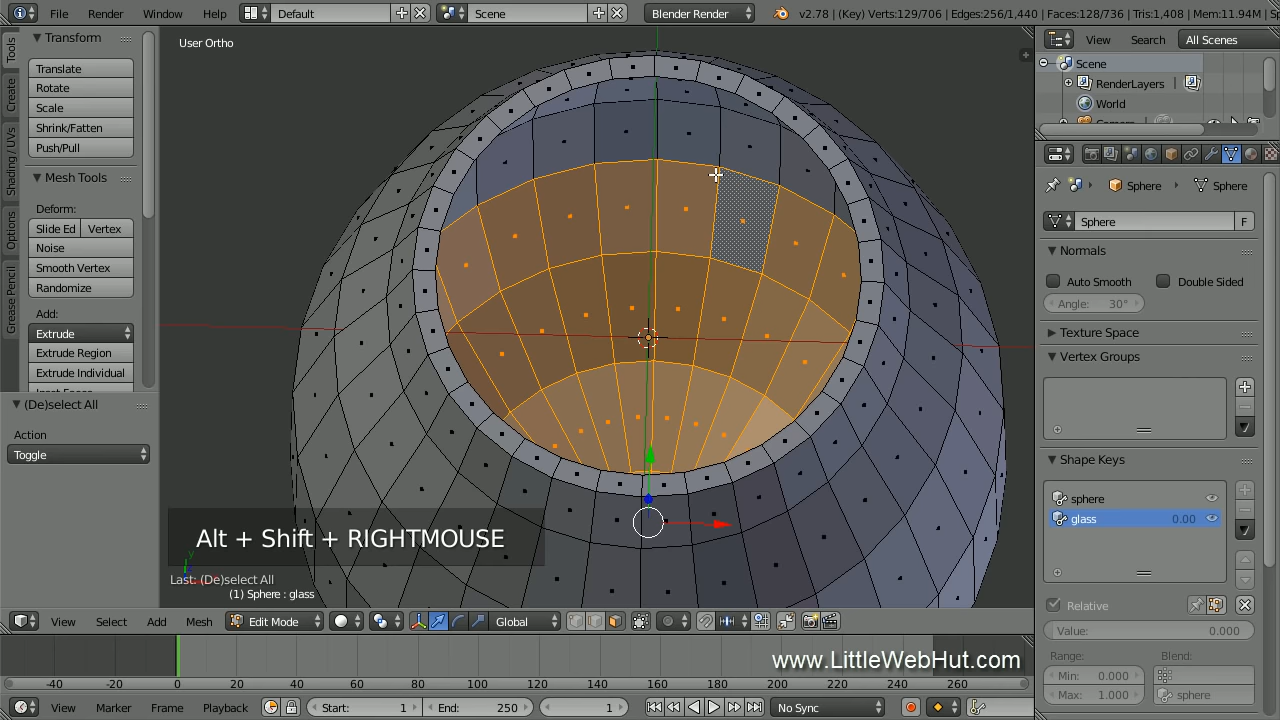 File Render Window Help Default Scene Blender Render v2.78 | (Key) Verts:129/706 | Edges:256/1,440 | Faces:128/736 | Tris:1,408 | Mem:11.94M |
Tools
Create
Shading / UVs
Options
Grease Pencil
Transform
Translate
Rotate
Scale
Shrink/Fatten
Push/Pull
Mesh Tools
Deform:
Slide Ed Vertex
Noise
Smooth Vertex
Randomize
Add:
Extrude
Extrude Region
Extrude Individual
(De)select All
Action
Toggle
User Ortho
Alt + Shift + RIGHTMOUSE
Last: (De)select All
(1) Sphere : glass
View Select Add Mesh Edit Mode Global
www.LittleWebHut.com
-40 -20 0 20 40 60 80 100 120 140 160 180 200 220 240 260
View Marker Frame Playback Start: 1 End: 250 1 No Sync
View Search All Scenes
Scene
RenderLayers
World
Sphere Sphere
Sphere F
Normals
Auto Smooth Double Sided
Angle: 30°
Texture Space
Vertex Groups
Shape Keys
sphere
glass 0.00
Relative
Value: 0.000
Range: Blend:
Min: 0.000
Max: 1.000 sphere